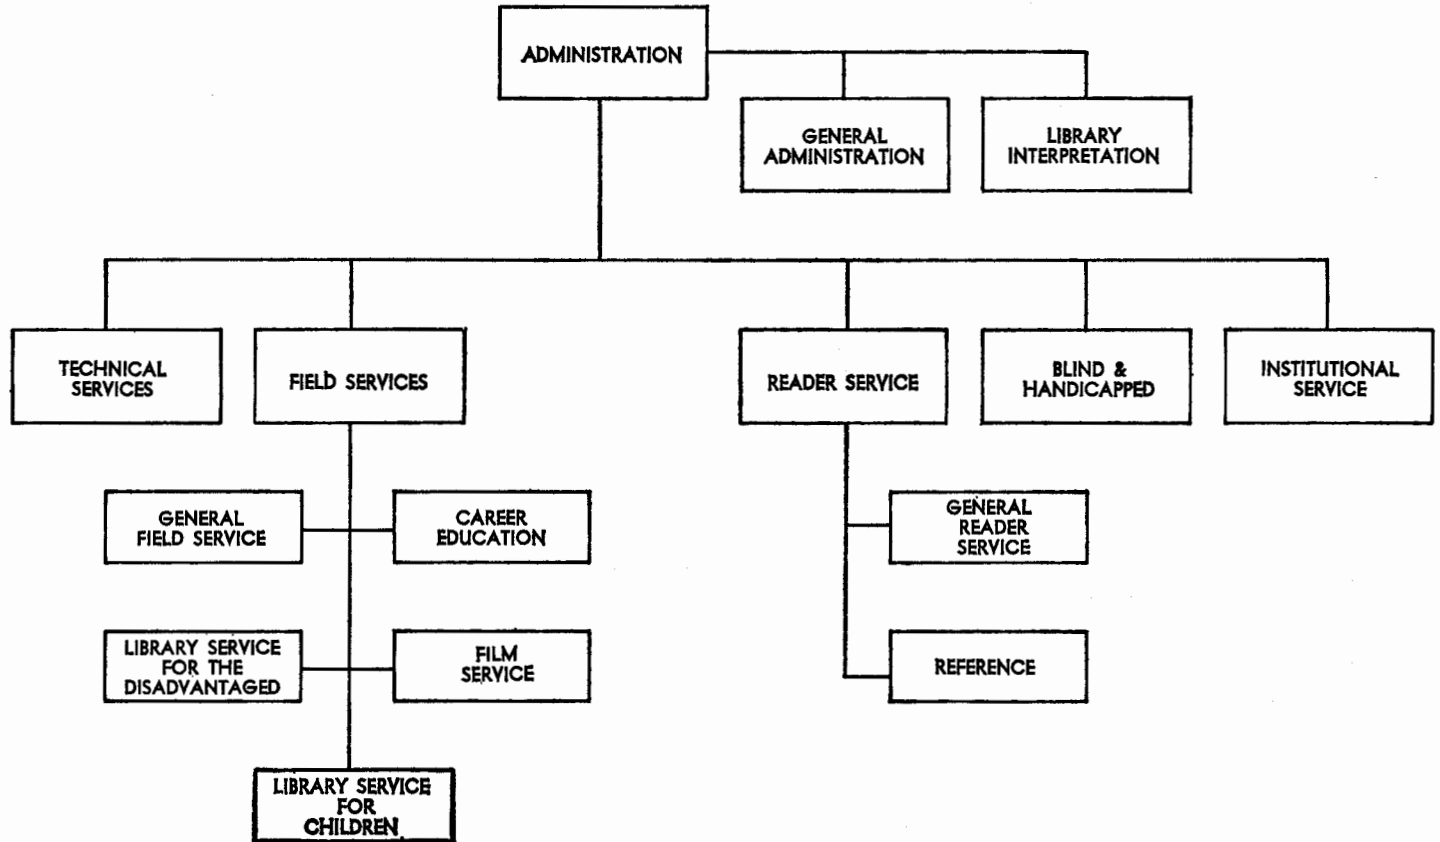 ADMINISTRATION
GENERAL
ADMINISTRATION
LIBRARY
INTERPRETATION
TECHNICAL
SERVICES
FIELD SERVICES
READER SERVICE
BLIND &
HANDICAPPED
INSTITUTIONAL
SERVICE
GENERAL
FIELD SERVICE
CAREER
EDUCATION
GENERAL
READER
SERVICE
LIBRARY SERVICE
FOR THE
DISADVANTAGED
FILM
SERVICE
REFERENCE
LIBRARY SERVICE
FOR
CHILDREN